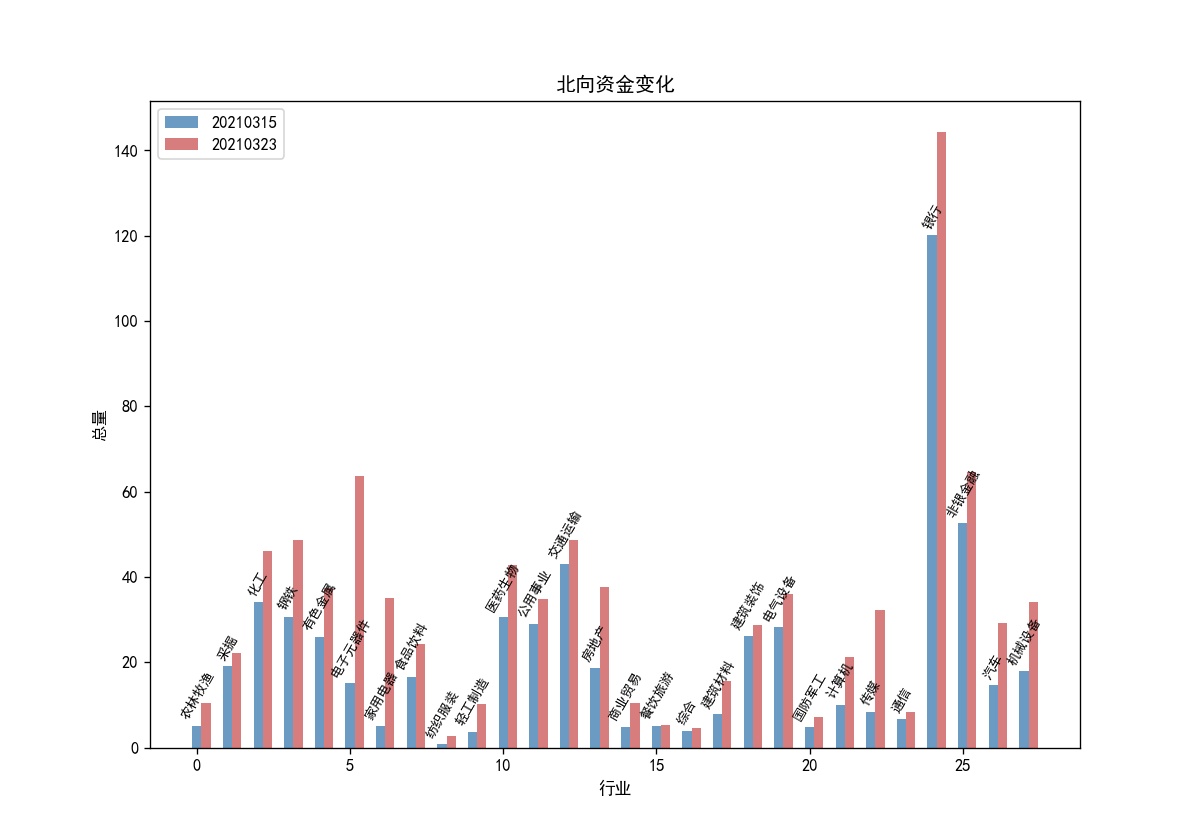 北向资金变化
20210315
20210323
总量
140
120
100
80
60
40
20
0
农林牧渔
采掘
化工
钢铁
有色金属
电子元器件
家用电器
食品饮料
纺织服装
轻工制造
医药生物
公用事业
交通运输
房地产
商业贸易
餐饮旅游
综合
建筑材料
建筑装饰
电气设备
国防军工
计算机
传媒
通信
银行
非银金融
汽车
机械设备
0 5 10 15 20 25
行业